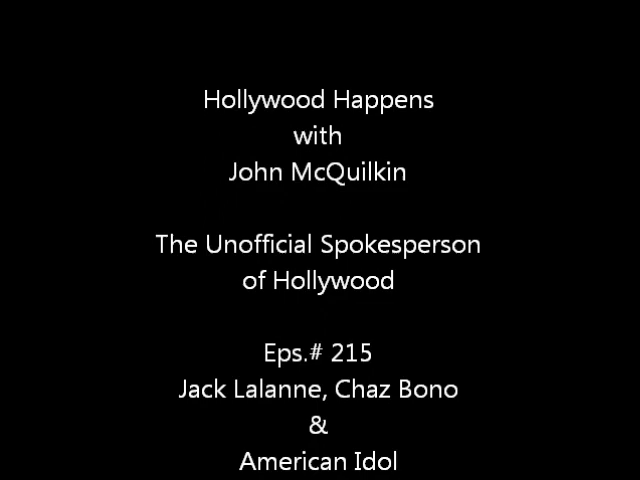 Hollywood Happens
with
John McQuilkin
The Unofficial Spokesperson
of Hollywood
Eps.# 215
Jack Lalanne, Chaz Bono
&
American Idol